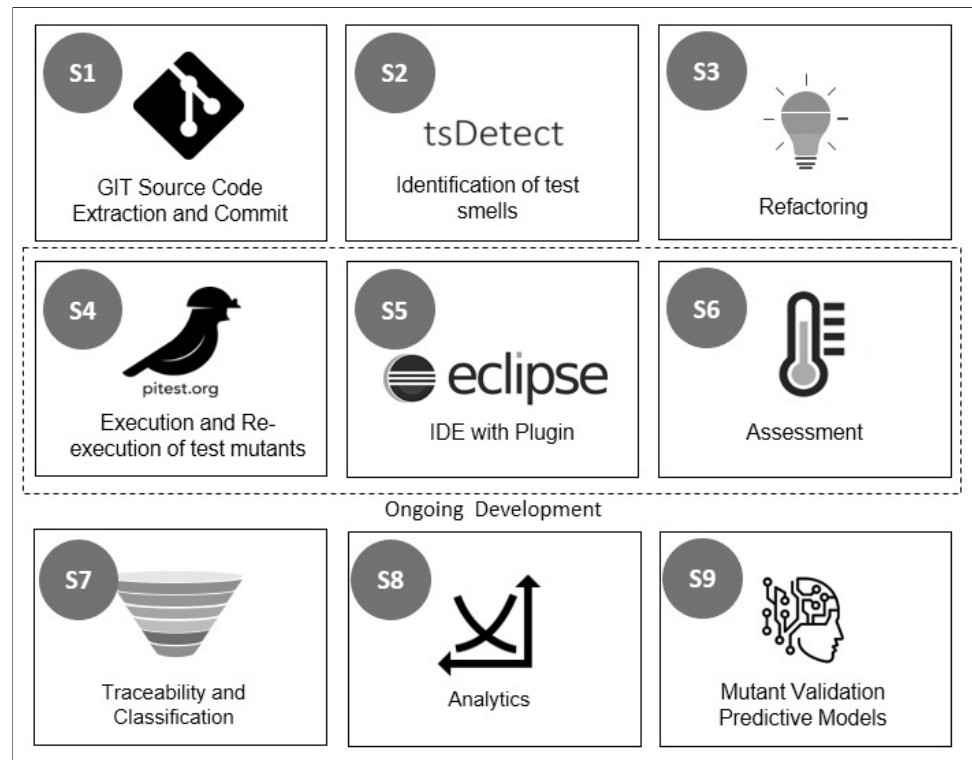 S1
GIT Source Code
Extraction and Commit
S2
tsDetect
Identification of test
smells
S3
Refactoring
S4
pitest.org
Execution and Re-
execution of test mutants
S5
eclipse
IDE with Plugin
S6
Assessment
Ongoing Development
S7
Traceability and
Classification
S8
Analytics
S9
Mutant Validation
Predictive Models